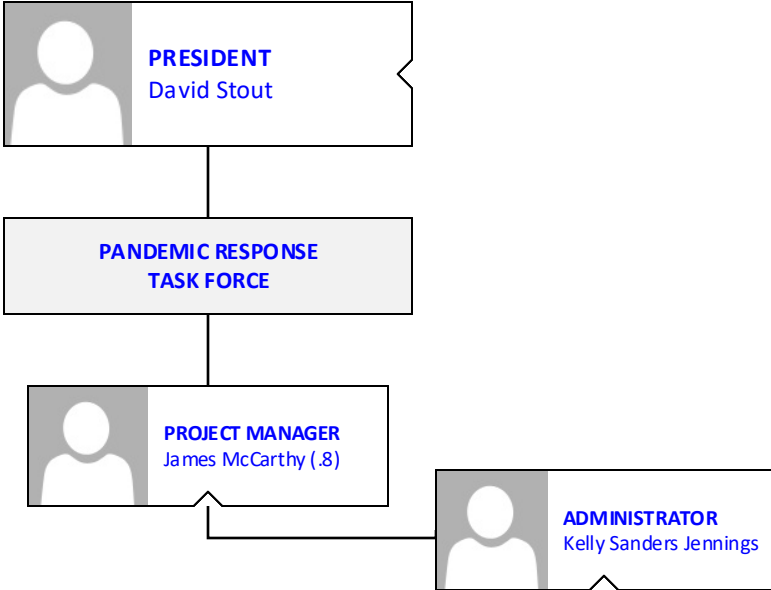 PRESIDENT
David Stout
PANDEMIC RESPONSE
TASK FORCE
PROJECT MANAGER
James McCarthy (.8)
ADMINISTRATOR
Kelly Sanders Jennings